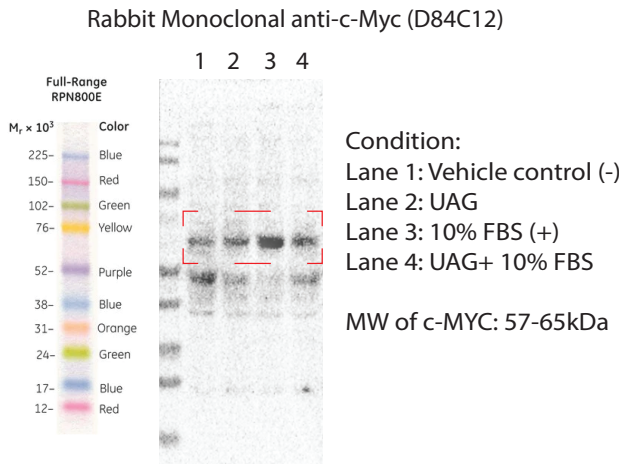 Rabbit Monoclonal anti-c-Myc (D84C12)
1 2 3 4
Full-Range
RPN800E
Mr × 10³ Color
225– Blue
150– Red
102– Green
76– Yellow
52– Purple
38– Blue
31– Orange
24– Green
17– Blue
12– Red
Condition:
Lane 1: Vehicle control (-)
Lane 2: UAG
Lane 3: 10% FBS (+)
Lane 4: UAG+ 10% FBS
MW of c-MYC: 57-65kDa